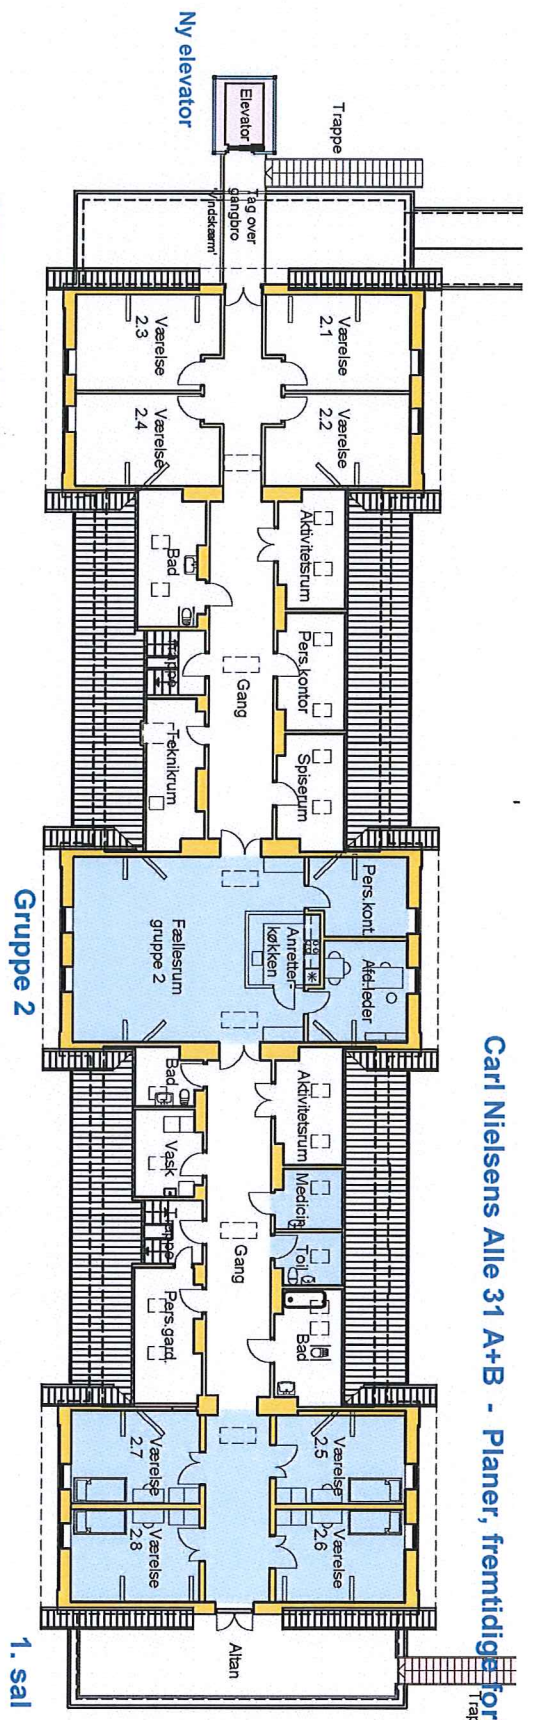 Carl Nielsens Alle 31 A+B - Planer, fremtidige for
Ny elevator
Elevator
Trappe
Tag over
gangbro
'Vindskærm'
Værelse
2.1
Værelse
2.2
Værelse
2.3
Værelse
2.4
Aktivitetsrum
Pers.kontor
Spiserum
Bad
Trappe
Teknikrum
Gang
Pers.kont.
Afd.leder
Anretter-
køkken
Fællesrum
gruppe 2
Gruppe 2
Aktivitetsrum
Medicin
Toil.
Bad
Gang
Bad
Vask
Trappe
Pers.gard.
Værelse
2.5
Værelse
2.6
Værelse
2.7
Værelse
2.8
Altan
Trap
1. sal